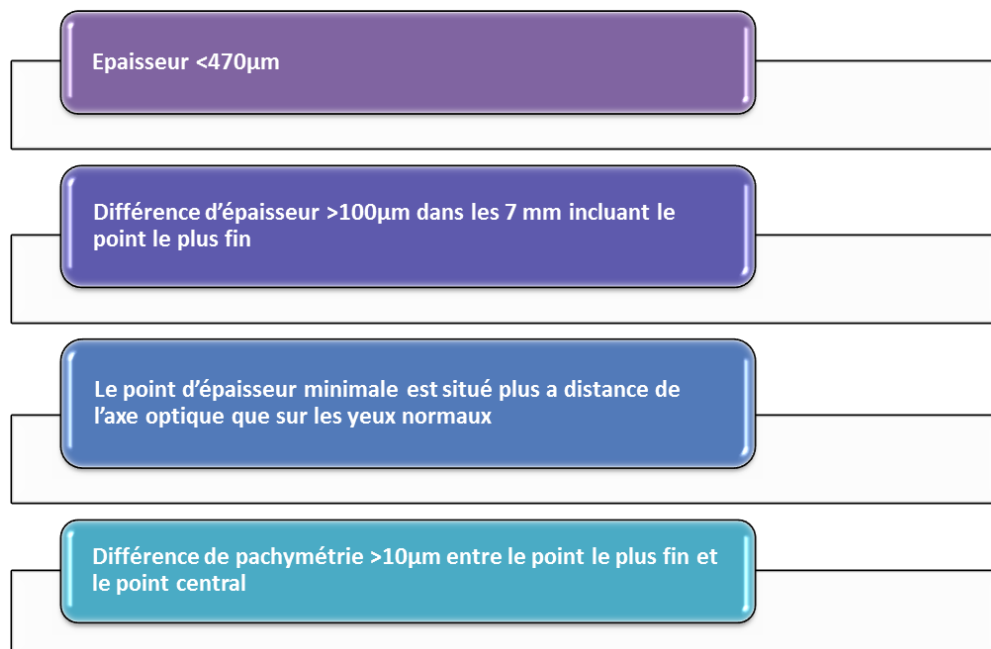 Epaisseur <470µm
Différence d'épaisseur >100µm dans les 7 mm incluant le
point le plus fin
Le point d'épaisseur minimale est situé plus a distance de
l'axe optique que sur les yeux normaux
Différence de pachymétrie >10µm entre le point le plus fin et
le point central